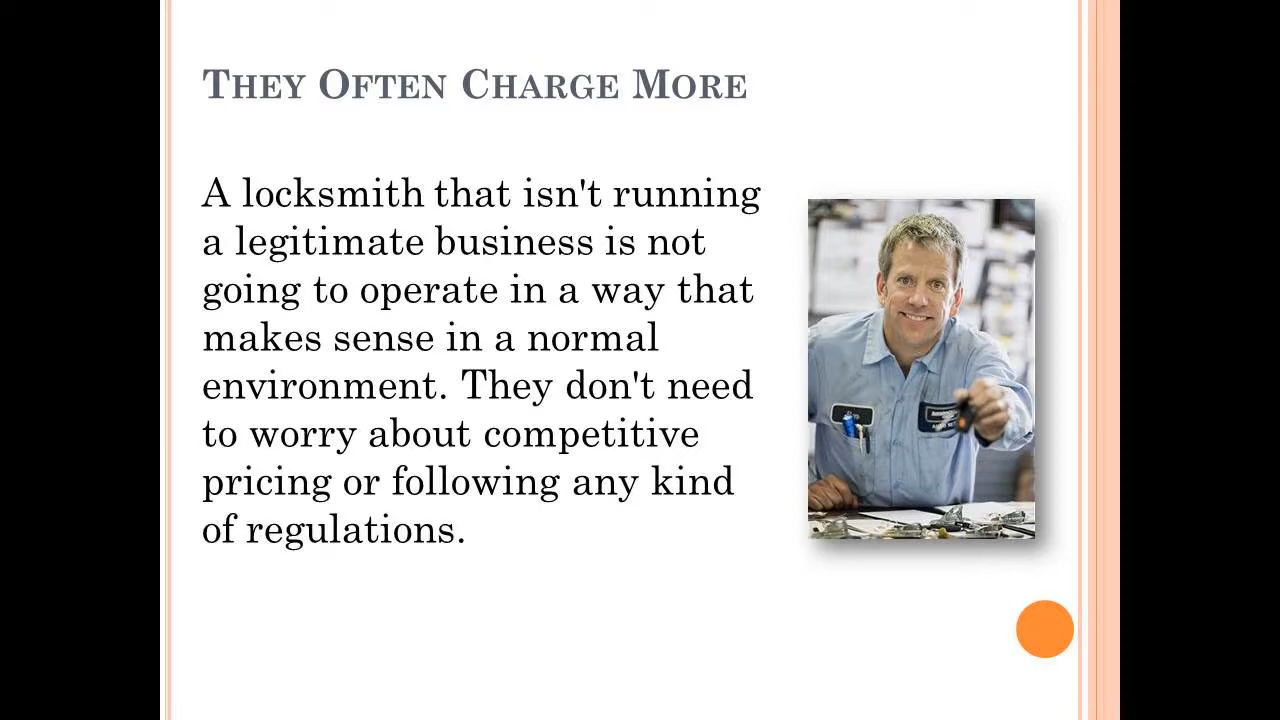 They Often Charge More
A locksmith that isn't running
a legitimate business is not
going to operate in a way that
makes sense in a normal
environment. They don't need
to worry about competitive
pricing or following any kind
of regulations.